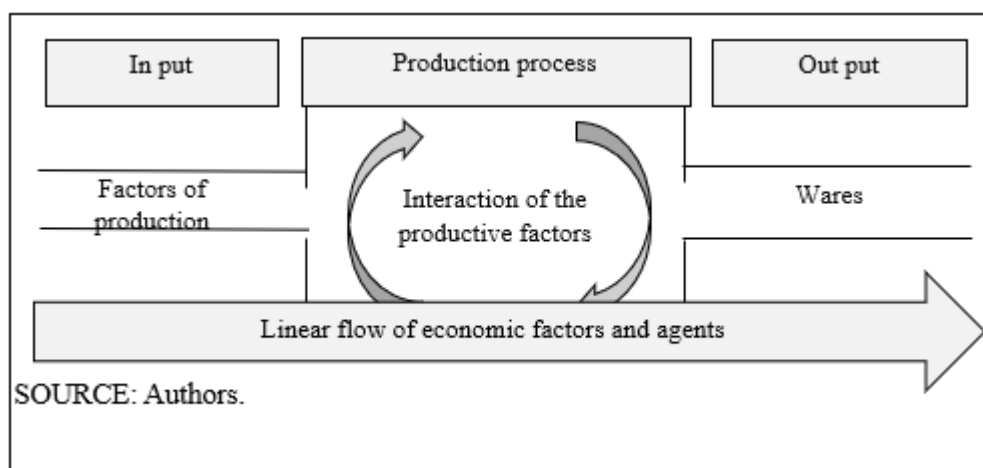 In put
Production process
Out put
Factors of
production
Interaction of the
productive factors
Wares
Linear flow of economic factors and agents
SOURCE: Authors.